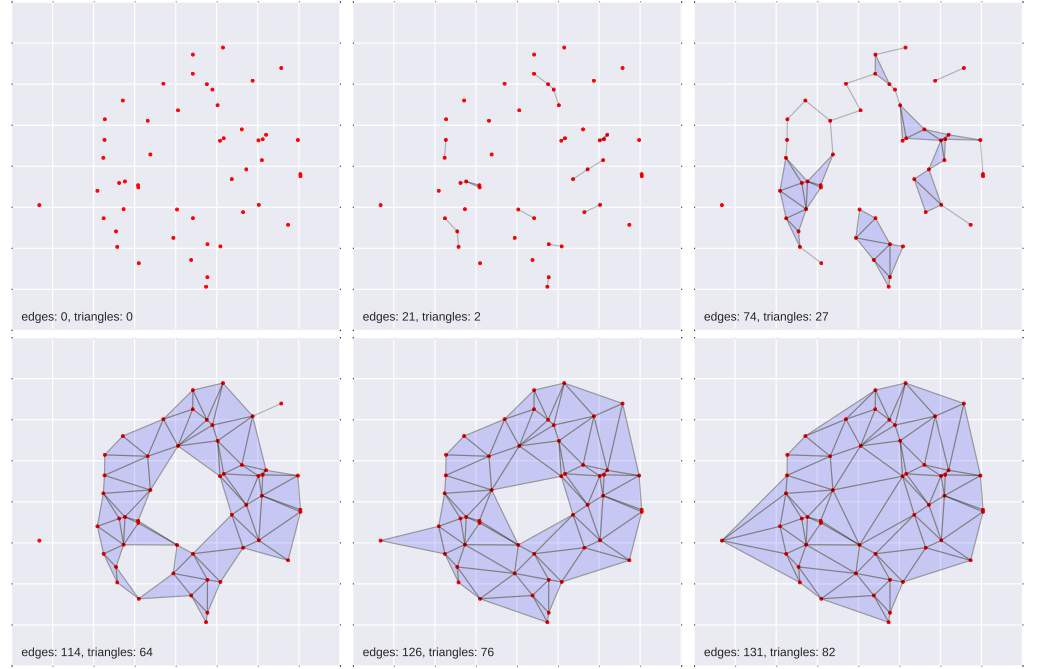 edges: 0, triangles: 0
edges: 21, triangles: 2
edges: 74, triangles: 27
edges: 114, triangles: 64
edges: 126, triangles: 76
edges: 131, triangles: 82